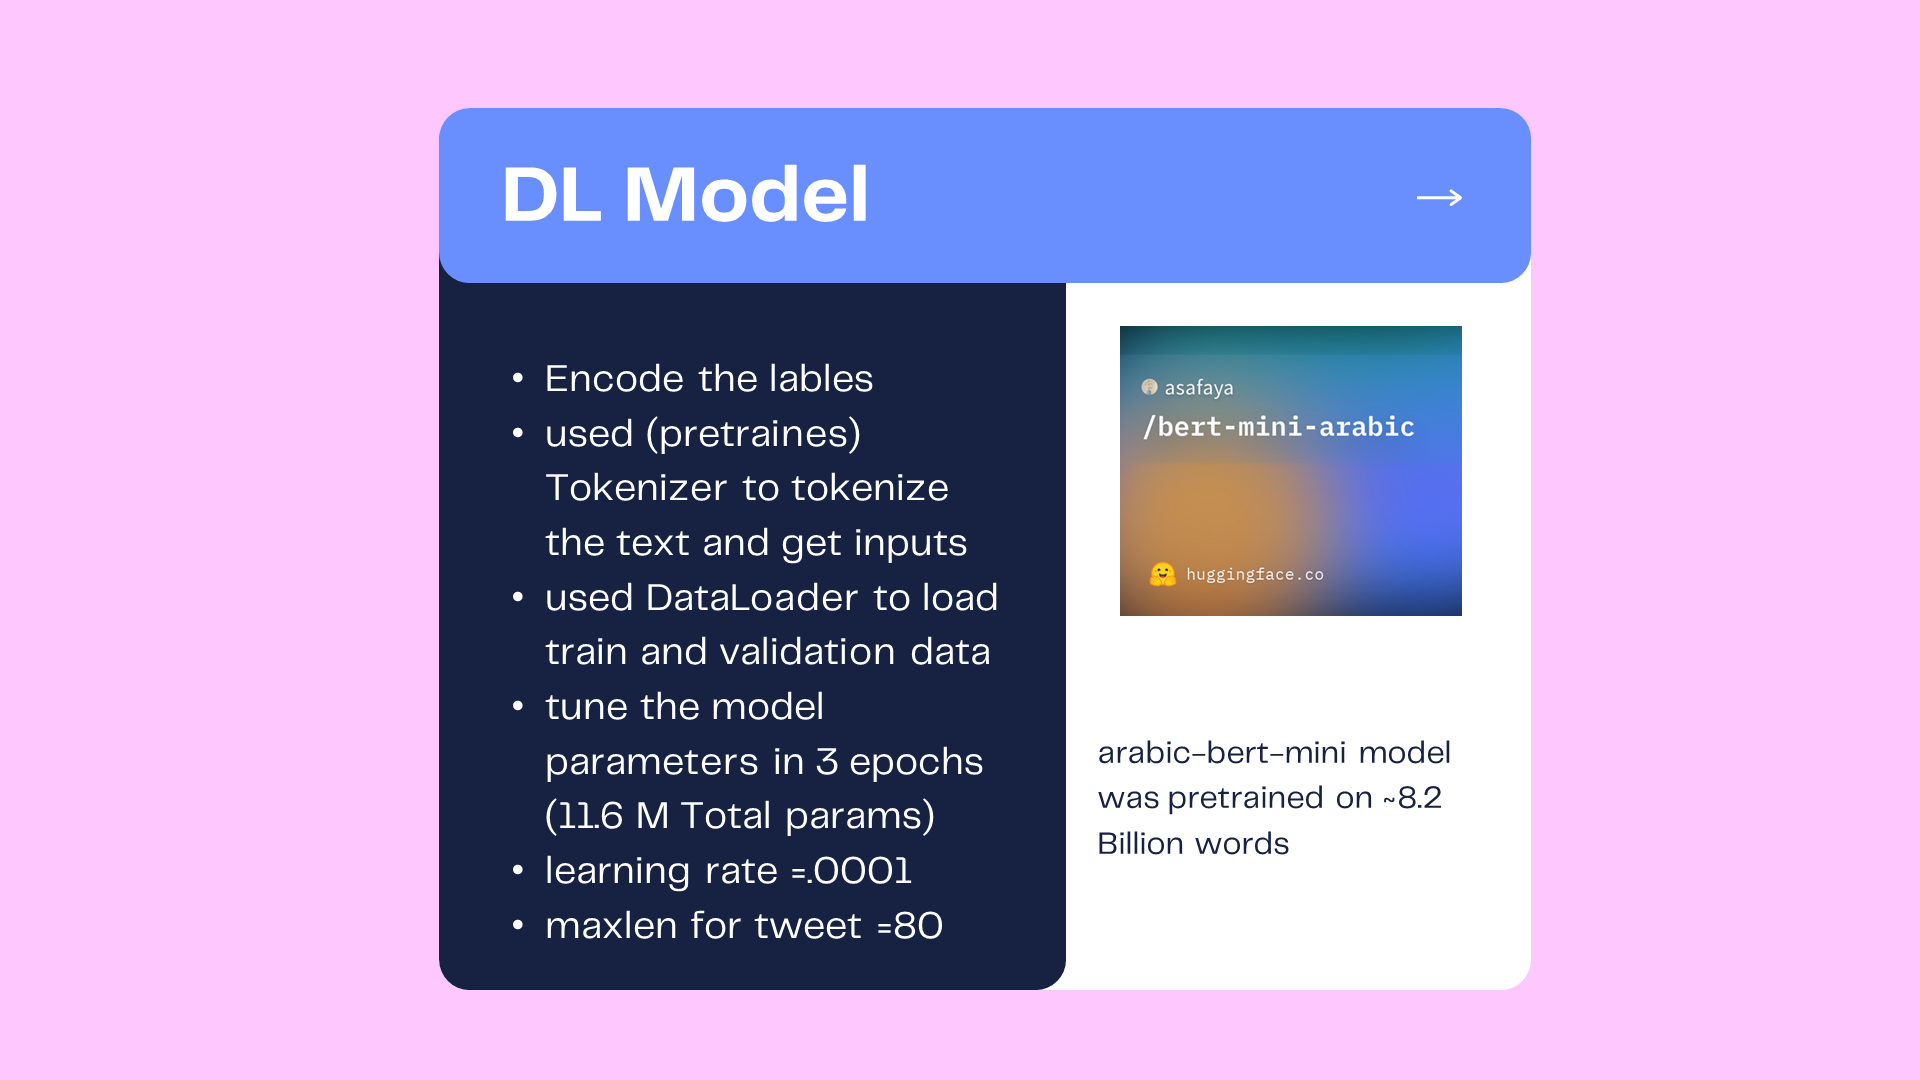 DL Model
• Encode the lables
• used (pretraines)
Tokenizer to tokenize
the text and get inputs
• used DataLoader to load
train and validation data
• tune the model
parameters in 3 epochs
(11.6 M Total params)
• learning rate =.0001
• maxlen for tweet =80
asafaya
/bert-mini-arabic
huggingface.co
arabic-bert-mini model
was pretrained on ~8.2
Billion words